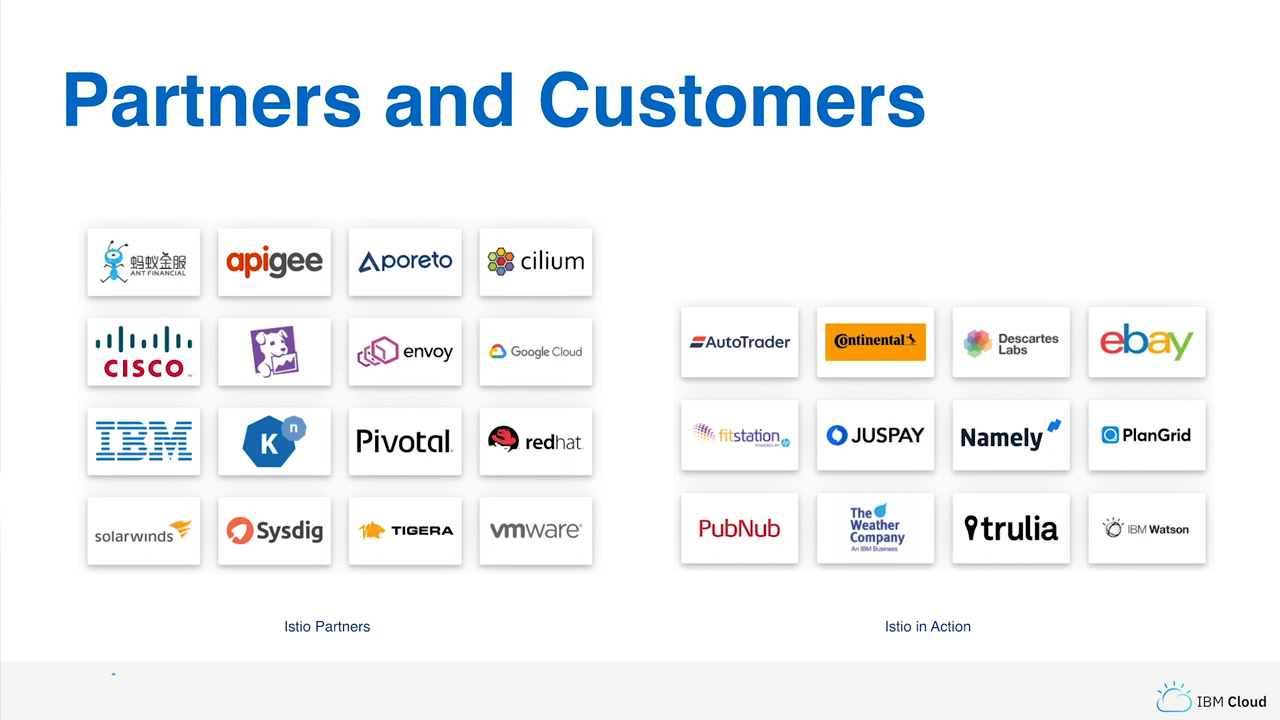 Partners and Customers
蚂蚁金服
ANT FINANCIAL
apigee
aporeto
cilium
CISCO
envoy
Google Cloud
IBM
K n
Pivotal
redhat
solarwinds
Sysdig
TIGERA
vmware
Istio Partners
AutoTrader
Continental
Descartes
Labs
ebay
fitstation
JUSPAY
Namely
PlanGrid
PubNub
The
Weather
Company
An IBM Business
trulia
IBM Watson
Istio in Action
IBM Cloud